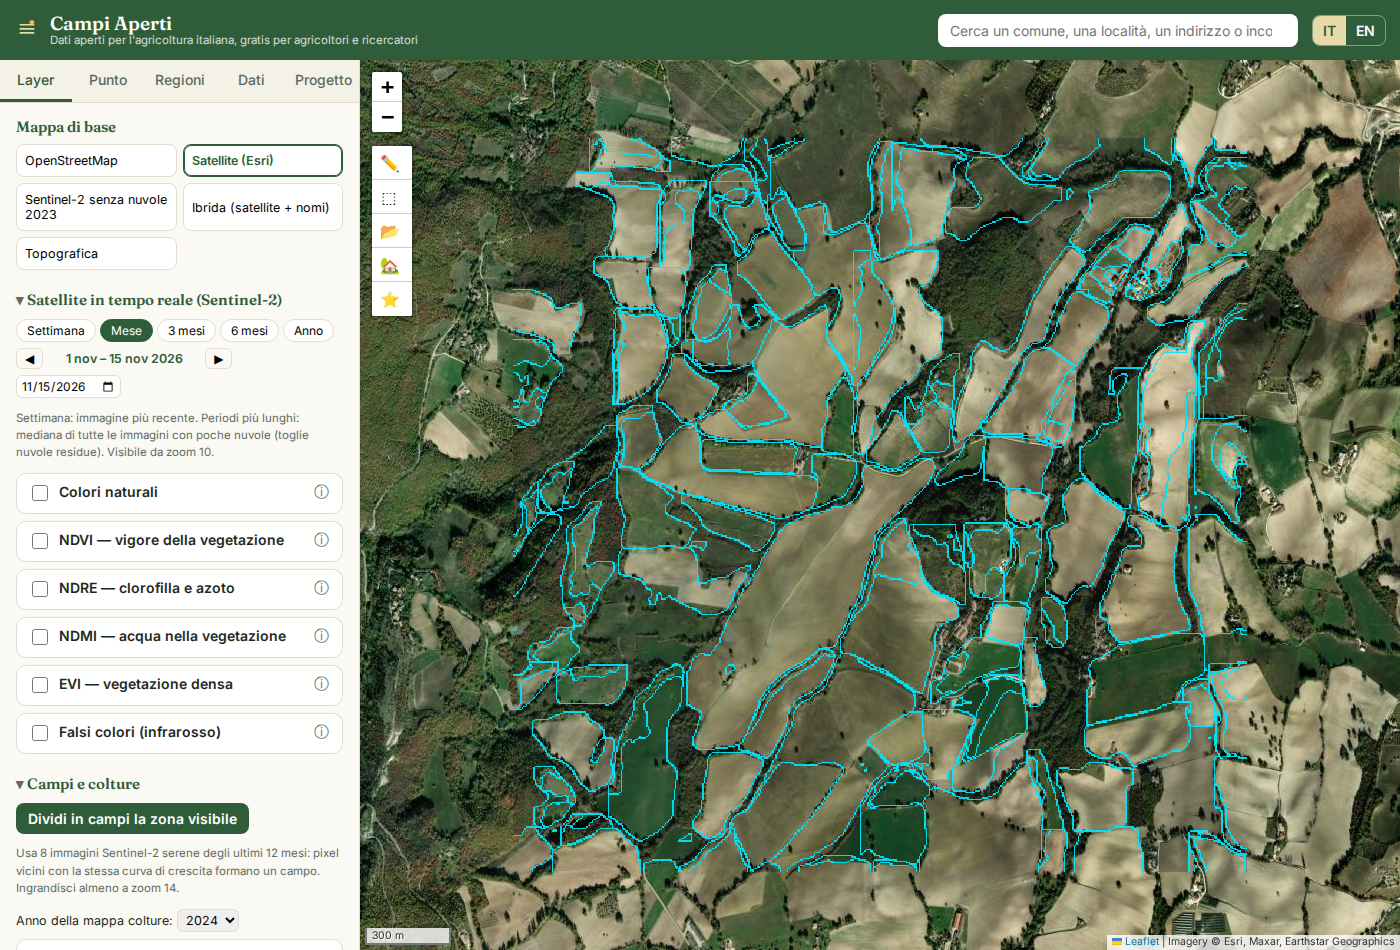 Campi Aperti
Dati aperti per l'agricoltura italiana, gratis per agricoltori e ricercatori
Cerca un comune, una località, un indirizzo o inco
IT EN
Layer Punto Regioni Dati Progetto
Mappa di base
OpenStreetMap
Satellite (Esri)
Sentinel-2 senza nuvole
2023
Ibrida (satellite + nomi)
Topografica
▾ Satellite in tempo reale (Sentinel-2)
Settimana Mese 3 mesi 6 mesi Anno
◀ 1 nov – 15 nov 2026 ▶
11/15/2026
Settimana: immagine più recente. Periodi più lunghi:
mediana di tutte le immagini con poche nuvole (toglie
nuvole residue). Visibile da zoom 10.
Colori naturali ⓘ
NDVI — vigore della vegetazione ⓘ
NDRE — clorofilla e azoto ⓘ
NDMI — acqua nella vegetazione ⓘ
EVI — vegetazione densa ⓘ
Falsi colori (infrarosso) ⓘ
▾ Campi e colture
Dividi in campi la zona visibile
Usa 8 immagini Sentinel-2 serene degli ultimi 12 mesi: pixel
vicini con la stessa curva di crescita formano un campo.
Ingrandisci almeno a zoom 14.
Anno della mappa colture: 2024
+
−
300 m
Leaflet | Imagery © Esri, Maxar, Earthstar Geographics